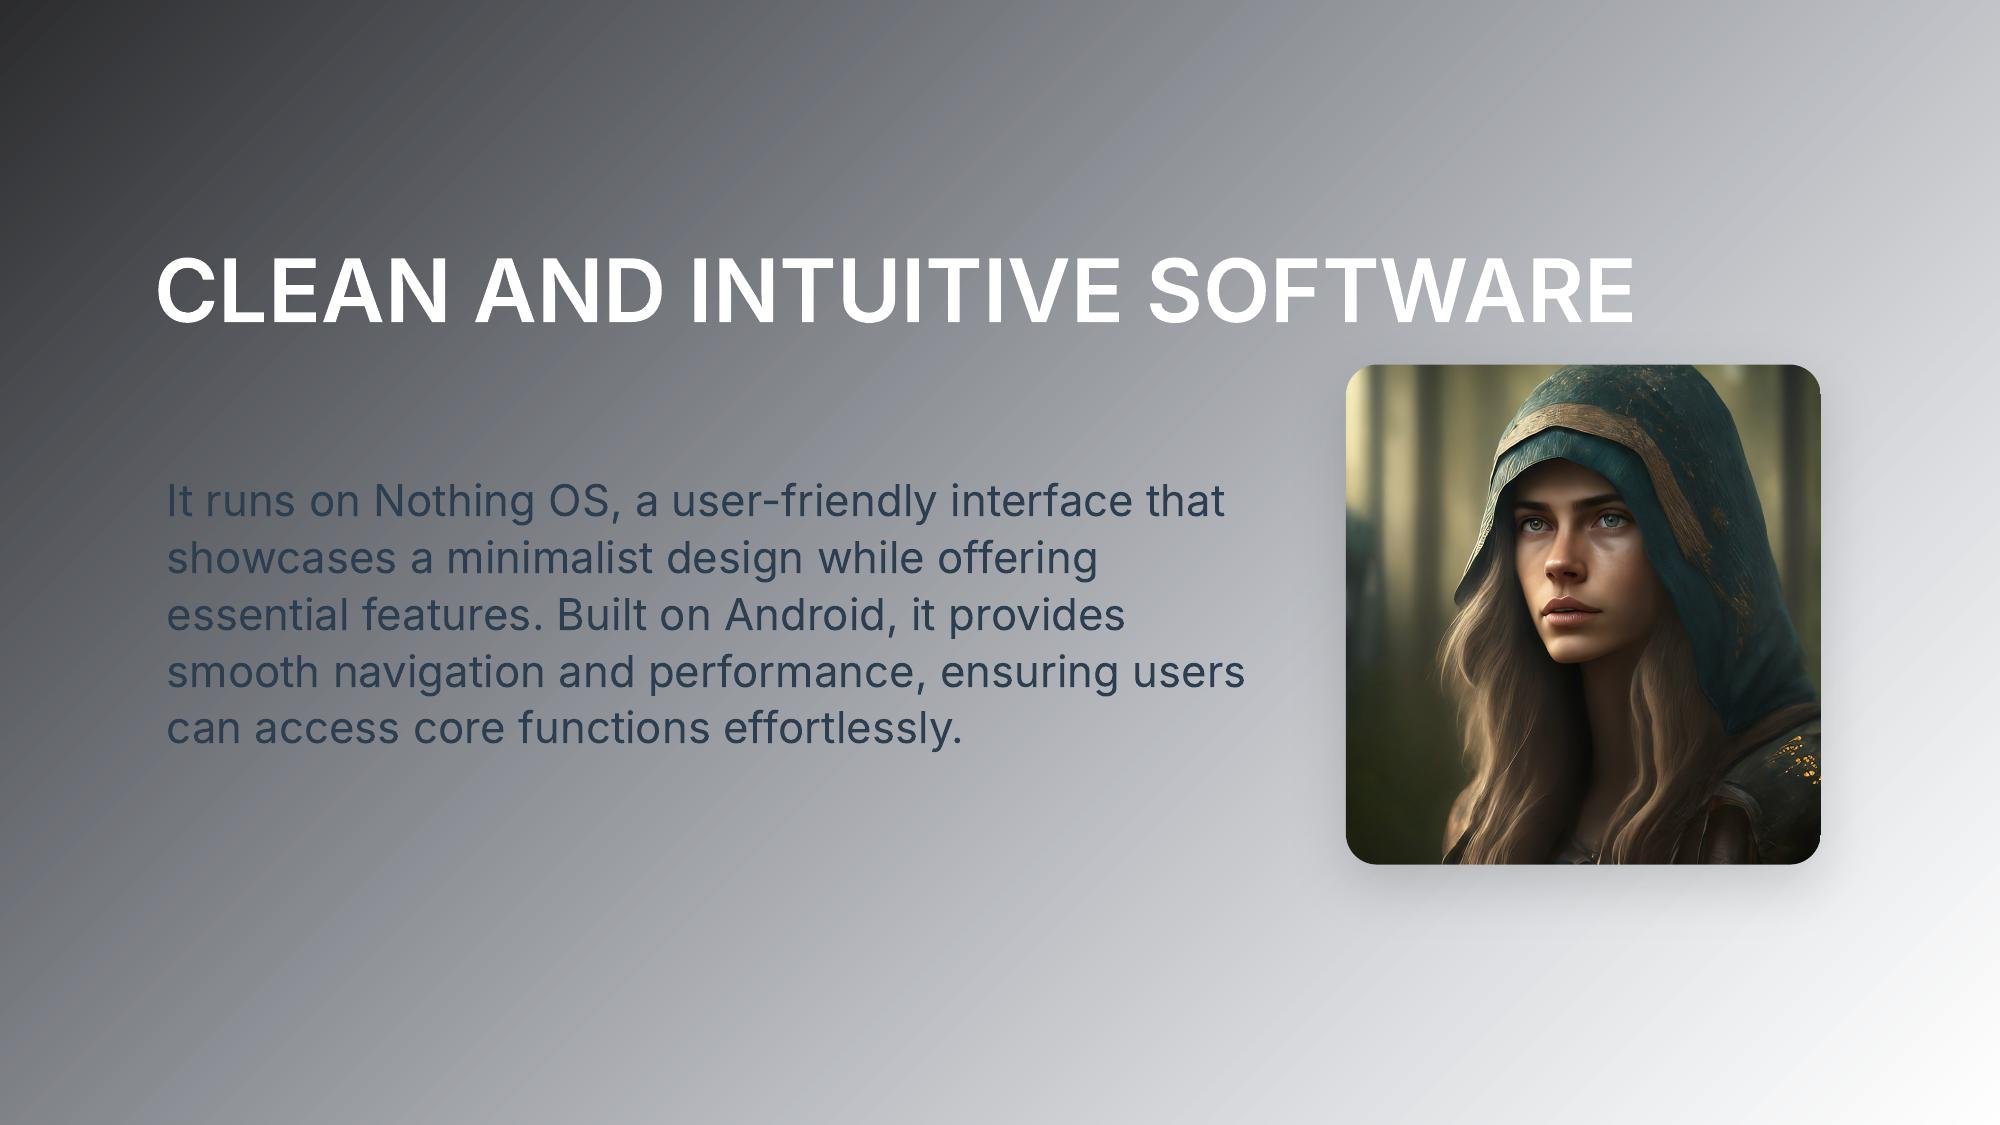 CLEAN AND INTUITIVE SOFTWARE
It runs on Nothing OS, a user-friendly interface that
showcases a minimalist design while offering
essential features. Built on Android, it provides
smooth navigation and performance, ensuring users
can access core functions effortlessly.